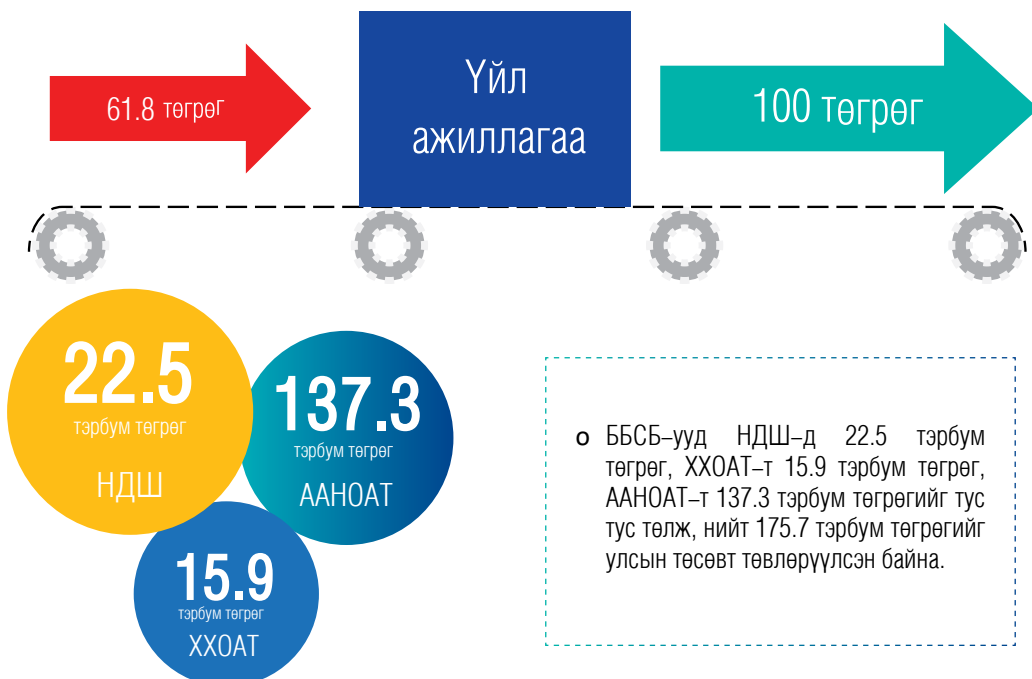 61.8 төгрөг
Үйл
ажиллагаа
100 төгрөг
22.5
тэрбум төгрөг
НДШ
137.3
тэрбум төгрөг
ААНОАТ
15.9
тэрбум төгрөг
ХХОАТ
o ББСБ–ууд НДШ–д 22.5 тэрбум
төгрөг, ХХОАТ–т 15.9 тэрбум төгрөг,
ААНОАТ–т 137.3 тэрбум төгрөгийг тус
тус төлж, нийт 175.7 тэрбум төгрөгийг
улсын төсөвт төвлөрүүлсэн байна.